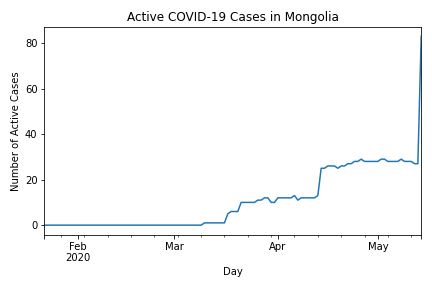 Active COVID-19 Cases in Mongolia
Number of Active Cases
80
60
40
20
0
Feb
2020
Mar
Apr
May
Day